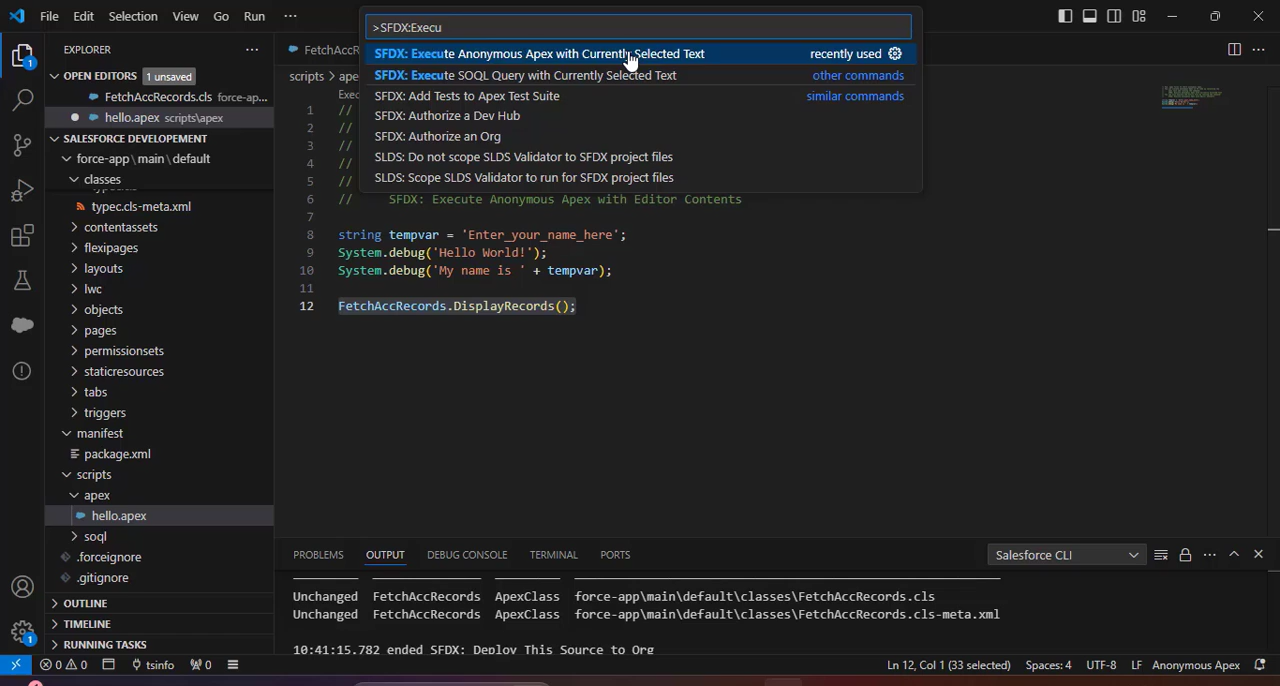 File Edit Selection View Go Run ···
>SFDX:Execu
SFDX: Execute Anonymous Apex with Currently Selected Text recently used
SFDX: Execute SOQL Query with Currently Selected Text other commands
SFDX: Add Tests to Apex Test Suite similar commands
SFDX: Authorize a Dev Hub
SFDX: Authorize an Org
SLDS: Do not scope SLDS Validator to SFDX project files
SLDS: Scope SLDS Validator to run for SFDX project files
EXPLORER ···
OPEN EDITORS 1 unsaved
FetchAccRecords.cls force-ap...
hello.apex scripts\apex
SALESFORCE DEVELOPMENT
force-app\main\default
classes
typec.cls-meta.xml
contentassets
flexipages
layouts
lwc
objects
pages
permissionsets
staticresources
tabs
triggers
manifest
package.xml
scripts
apex
hello.apex
soql
.forceignore
.gitignore
OUTLINE
TIMELINE
RUNNING TASKS
FetchAccR
scripts > ape
Exec
1 //
2 //
3 //
4 //
5 //
6 // SFDX: Execute Anonymous Apex with Editor Contents
7
8 string tempvar = 'Enter_your_name_here';
9 System.debug('Hello World!');
10 System.debug('My name is ' + tempvar);
11
12 FetchAccRecords.DisplayRecords();
PROBLEMS OUTPUT DEBUG CONSOLE TERMINAL PORTS Salesforce CLI
Unchanged FetchAccRecords ApexClass force-app\main\default\classes\FetchAccRecords.cls
Unchanged FetchAccRecords ApexClass force-app\main\default\classes\FetchAccRecords.cls-meta.xml
10:41:15.782 ended SFDX: Deploy This Source to Org
0 0 tsinfo 0 Ln 12, Col 1 (33 selected) Spaces: 4 UTF-8 LF Anonymous Apex